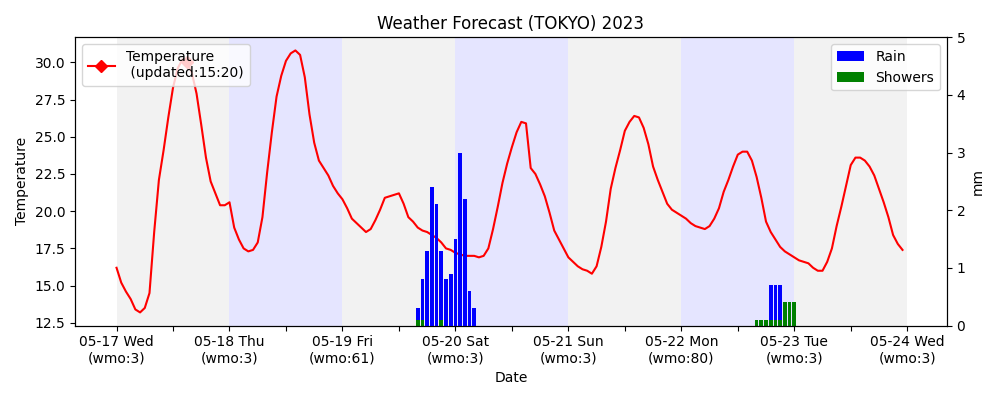 Weather Forecast (TOKYO) 2023
Temperature
(updated:15:20)
Rain
Showers
Temperature
30.0
27.5
25.0
22.5
20.0
17.5
15.0
12.5
5
4
3
2
1
0
mm
05-17 Wed
(wmo:3)
05-18 Thu
(wmo:3)
05-19 Fri
(wmo:61)
05-20 Sat
(wmo:3)
05-21 Sun
(wmo:3)
05-22 Mon
(wmo:80)
05-23 Tue
(wmo:3)
05-24 Wed
(wmo:3)
Date